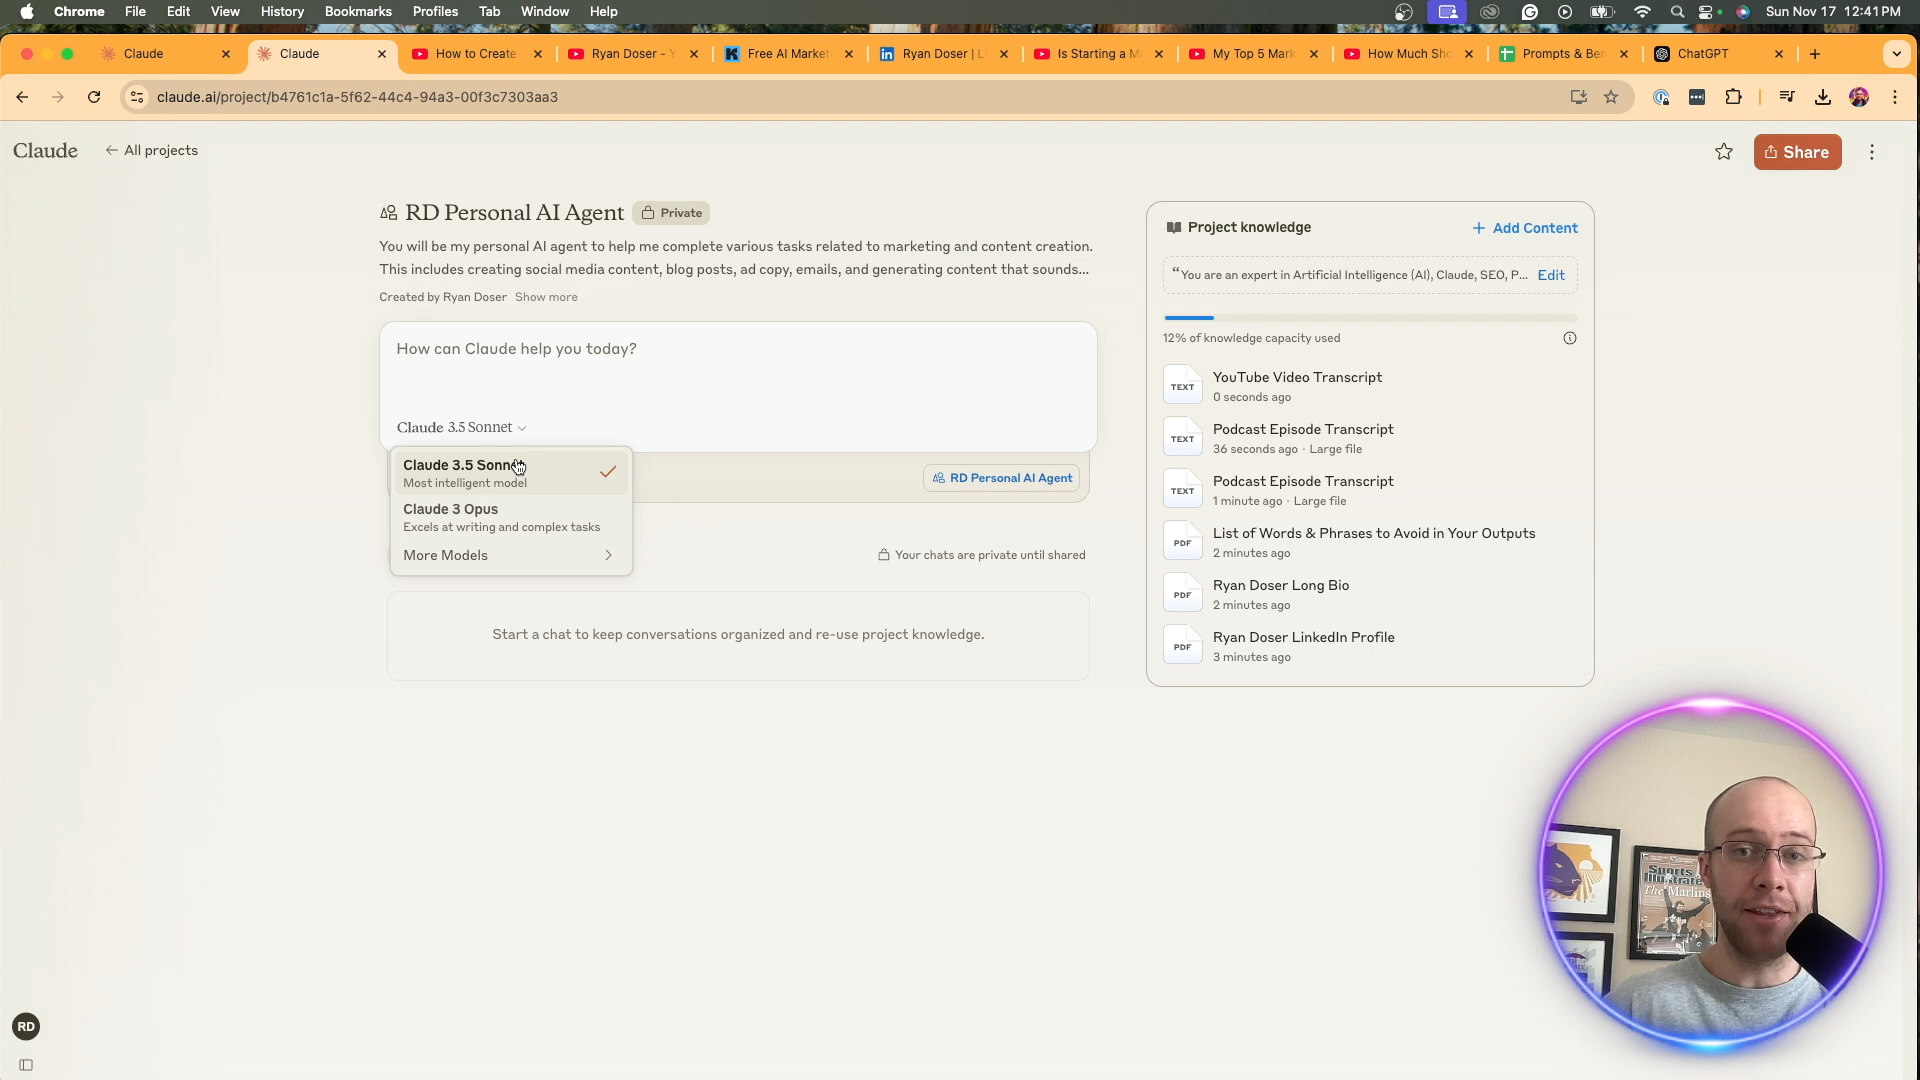 Chrome File Edit View History Bookmarks Profiles Tab Window Help Sun Nov 17 12:41 PM
Claude Claude How to Create Ryan Doser - Y Free AI Market Ryan Doser | L Is Starting a M My Top 5 Mark How Much Sho Prompts & Ben ChatGPT
claude.ai/project/b4761c1a-5f62-44c4-94a3-00f3c7303aa3
Claude All projects Share
RD Personal AI Agent Private
You will be my personal AI agent to help me complete various tasks related to marketing and content creation.
This includes creating social media content, blog posts, ad copy, emails, and generating content that sounds...
Created by Ryan Doser Show more
How can Claude help you today?
Claude 3.5 Sonnet
Claude 3.5 Sonnet
Most intelligent model
Claude 3 Opus
Excels at writing and complex tasks
More Models
RD Personal AI Agent
Your chats are private until shared
Start a chat to keep conversations organized and re-use project knowledge.
Project knowledge
Add Content
“You are an expert in Artificial Intelligence (AI), Claude, SEO, P... Edit
12% of knowledge capacity used
TEXT YouTube Video Transcript
0 seconds ago
TEXT Podcast Episode Transcript
36 seconds ago · Large file
TEXT Podcast Episode Transcript
1 minute ago · Large file
PDF List of Words & Phrases to Avoid in Your Outputs
2 minutes ago
PDF Ryan Doser Long Bio
2 minutes ago
PDF Ryan Doser LinkedIn Profile
3 minutes ago
Sports
Illustrated
The Marlins
RD